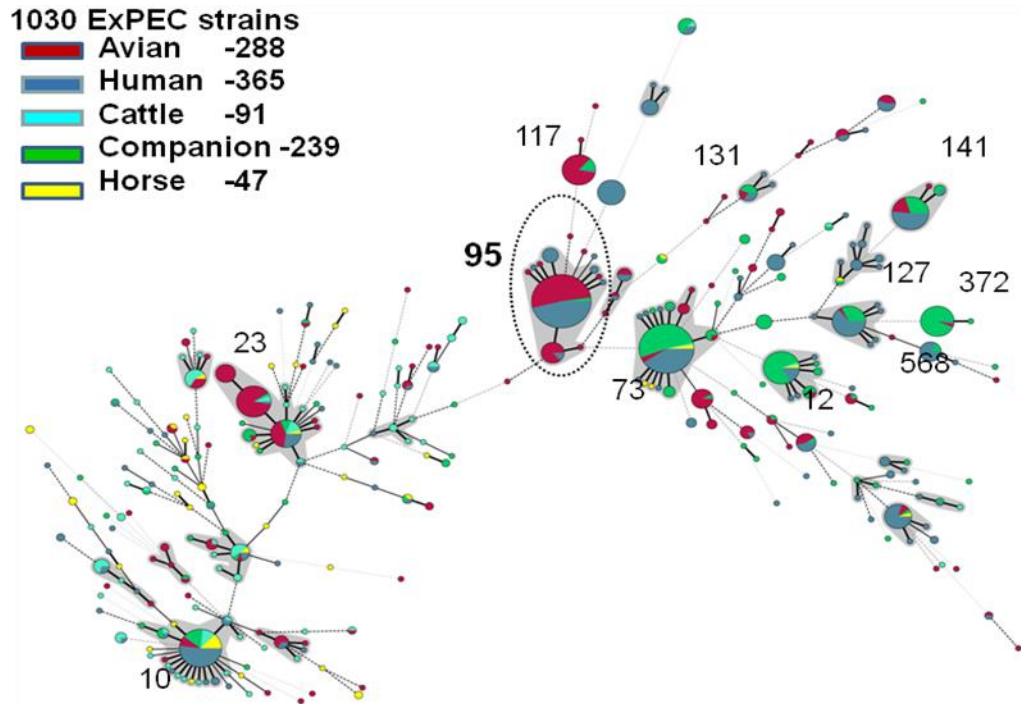 1030 ExPEC strains
Avian -288
Human -365
Cattle -91
Companion -239
Horse -47
117
131
141
95
127
372
23
568
73
12
10